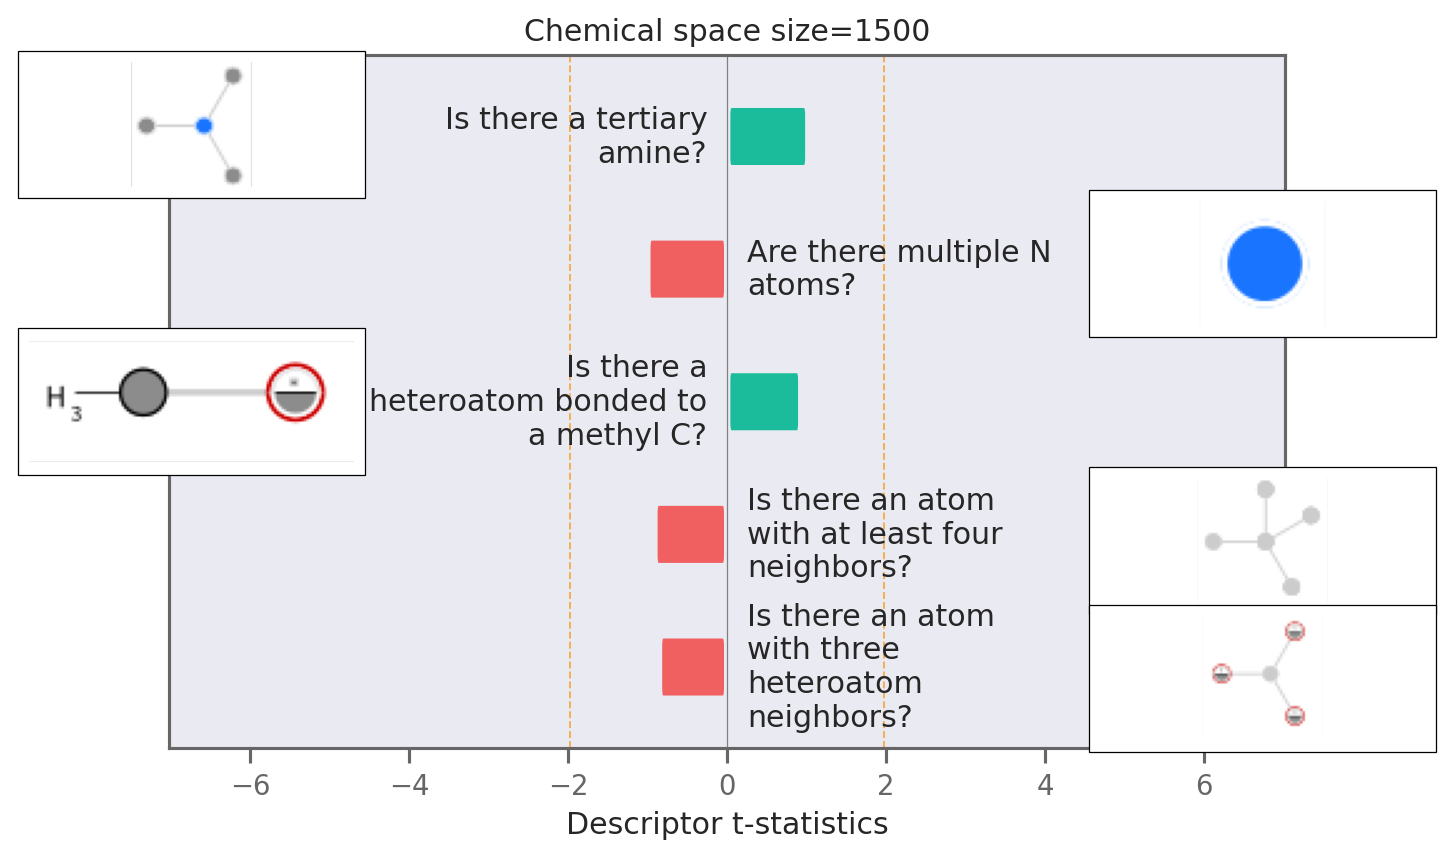 Chemical space size=1500
Is there a tertiary
amine?
Are there multiple N
atoms?
Is there a
heteroatom bonded to
a methyl C?
H3
Is there an atom
with at least four
neighbors?
Is there an atom
with three
heteroatom
neighbors?
−6 −4 −2 0 2 4 6
Descriptor t-statistics